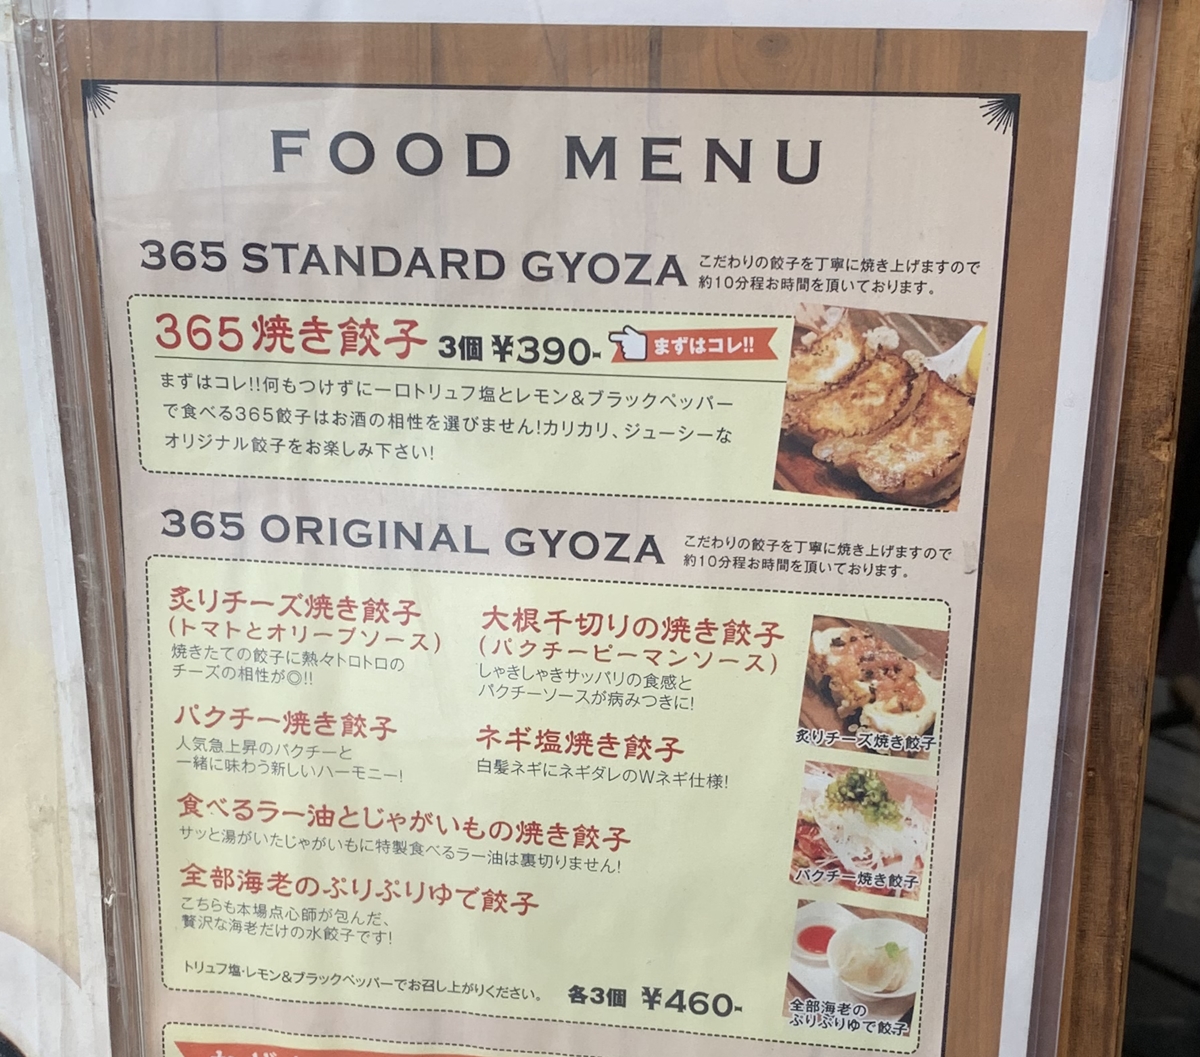 FOOD MENU
365 STANDARD GYOZA
こだわりの餃子を丁寧に焼き上げますので
約10分程お時間を頂いております。
365焼き餃子 3個 ¥390-
まずはコレ!!
まずはコレ!!何もつけずに一口トリュフ塩とレモン&ブラックペッパー
で食べる365餃子はお酒の相性を選びません!カリカリ、ジューシーな
オリジナル餃子をお楽しみ下さい!
365 ORIGINAL GYOZA
こだわりの餃子を丁寧に焼き上げますので
約10分程お時間を頂いております。
炙りチーズ焼き餃子
(トマトとオリーブソース)
焼きたての餃子に熱々トロトロの
チーズの相性が◎!!
大根千切りの焼き餃子
(パクチーピーマンソース)
しゃきしゃきサッパリの食感と
パクチーソースが病みつきに!
パクチー焼き餃子
人気急上昇のパクチーと
一緒に味わう新しいハーモニー!
ネギ塩焼き餃子
白髪ネギにネギダレのWネギ仕様!
食べるラー油とじゃがいもの焼き餃子
サッと湯がいたじゃがいもに特製食べるラー油は裏切りません!
全部海老のぷりぷりゆで餃子
こちらも本場点心師が包んだ、
贅沢な海老だけの水餃子です!
トリュフ塩・レモン&ブラックペッパーでお召し上がりください。
各3個 ¥460-
炙りチーズ焼き餃子
パクチー焼き餃子
全部海老の
ぷりぷりゆで餃子